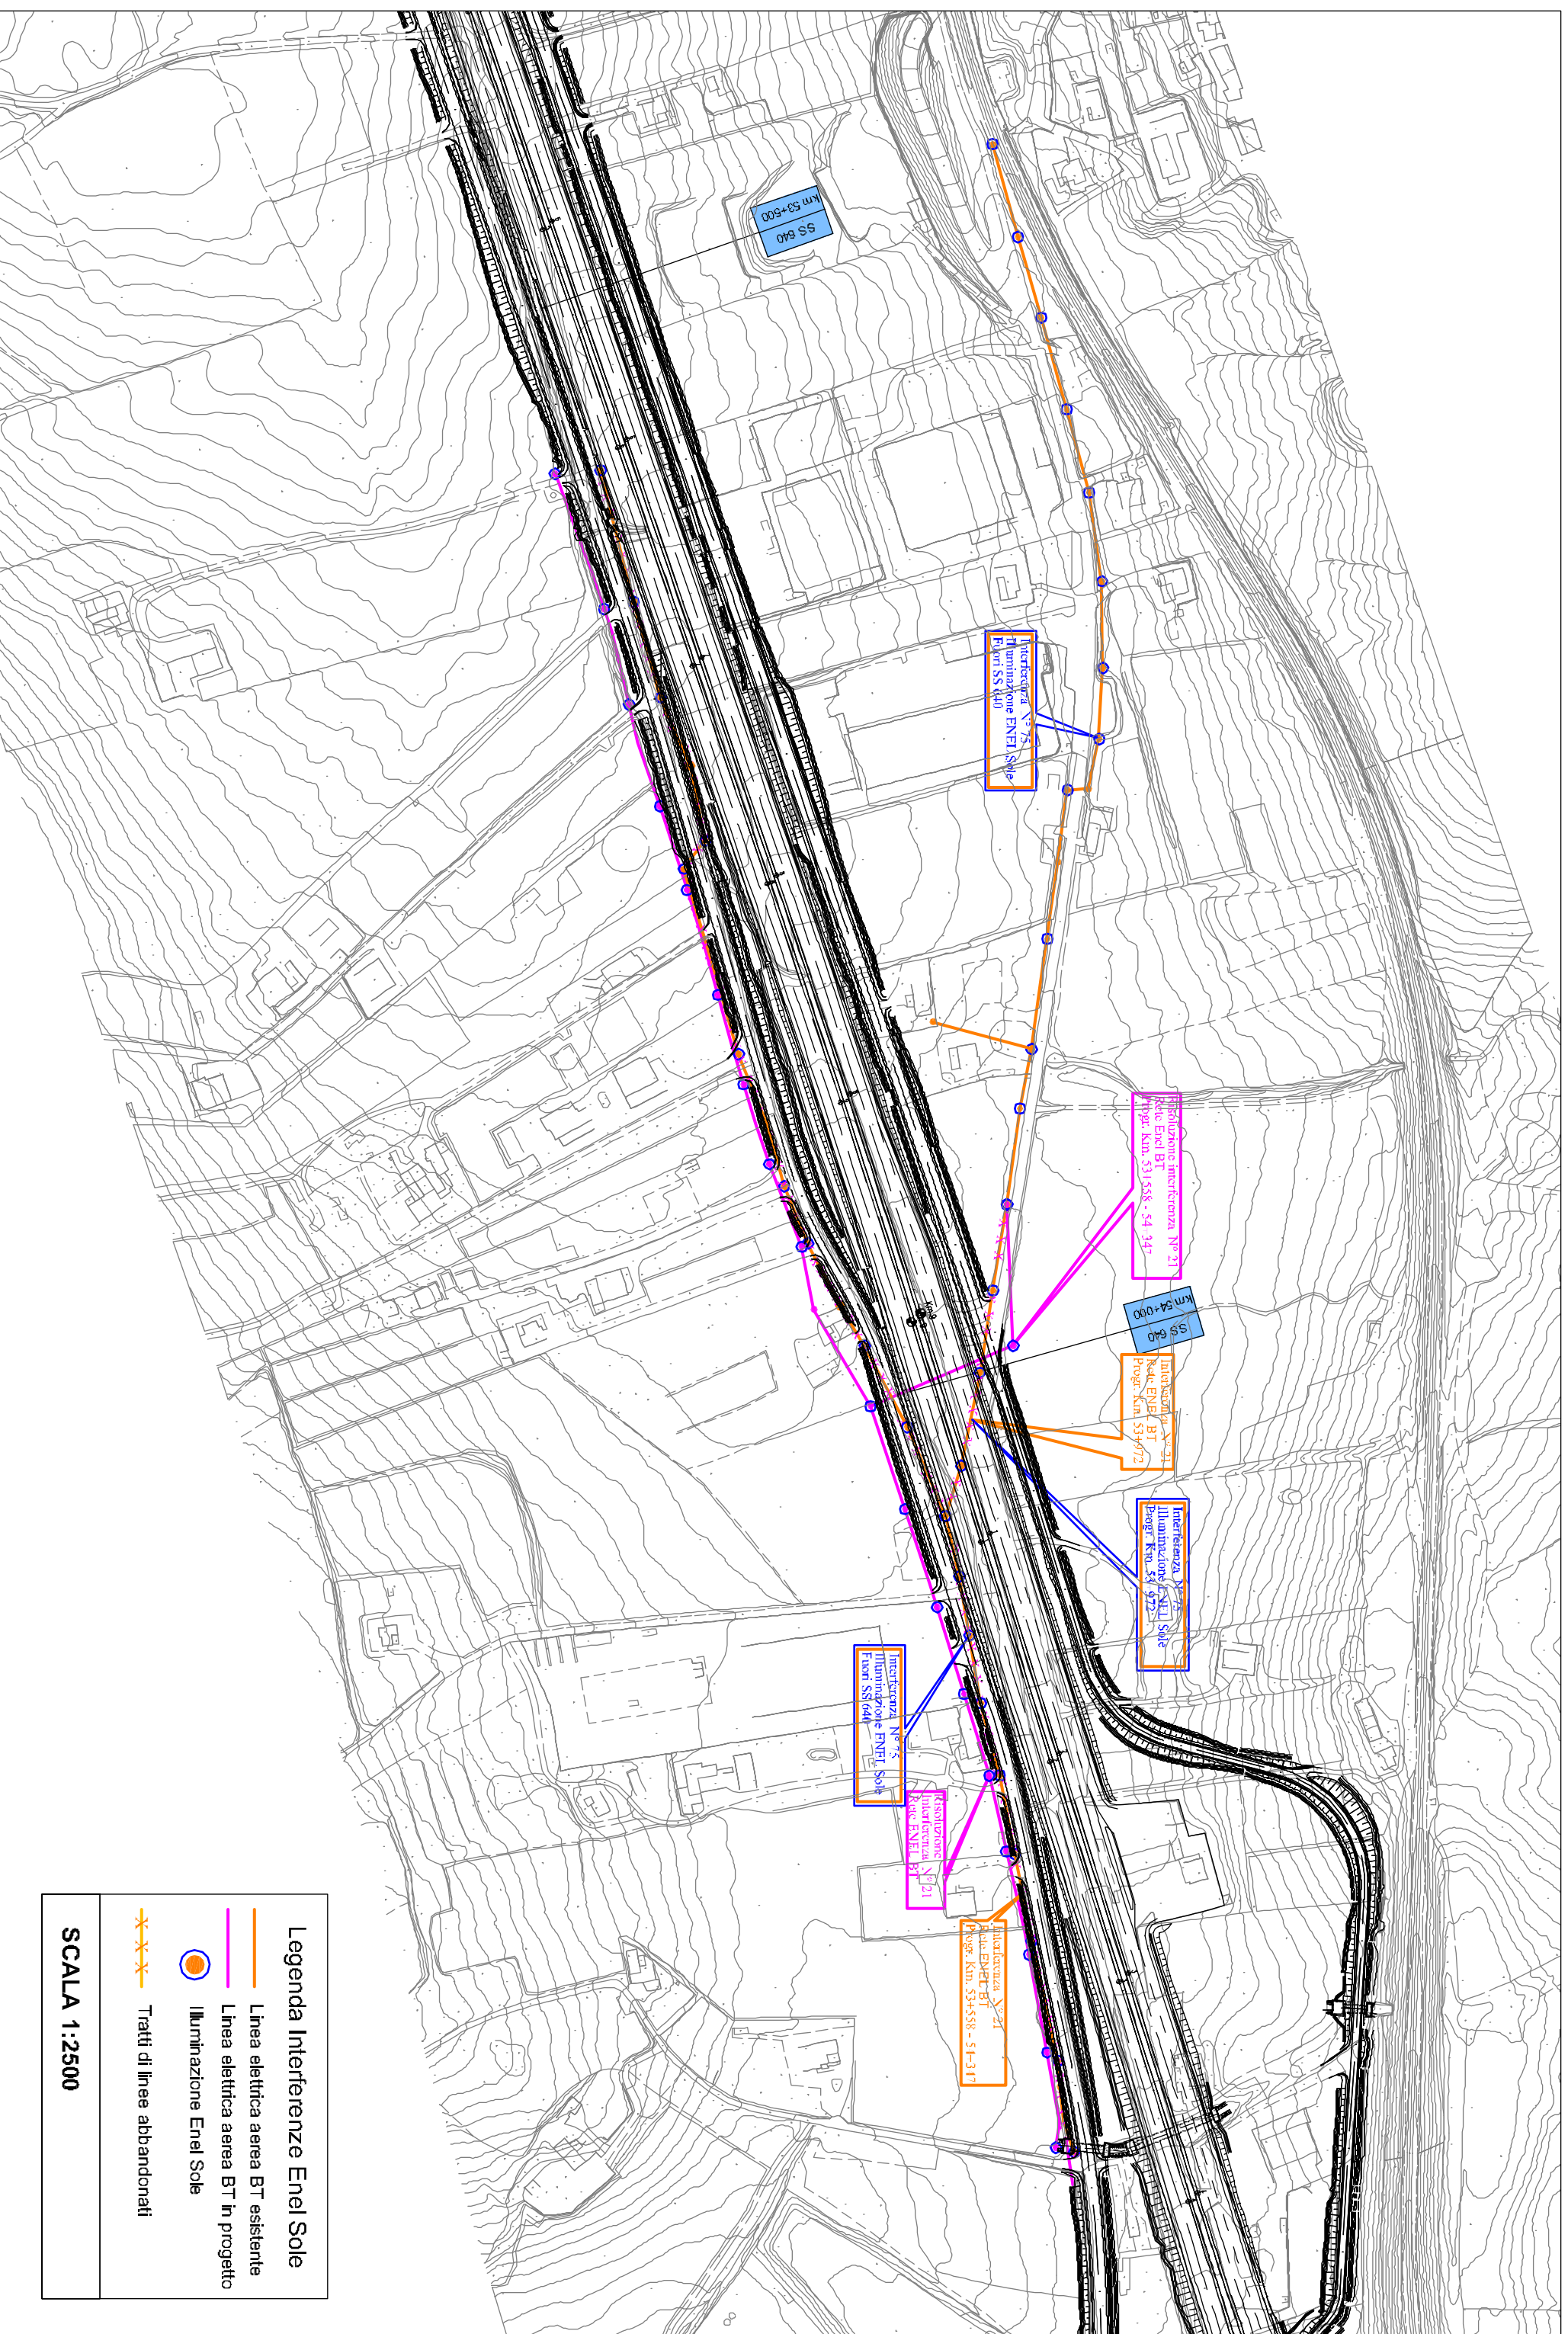 km 53+500
SS 640
Interferenza N° 75
Illuminazione ENEL Sole
Fuori SS 640
Risoluzione interferenza N° 21
Rete Enel BT
Progr. Km. 53+558 - 54+347
km 54+000
SS 640
Interferenza N° 21
Rete ENEL BT
Progr. Km. 53+972
Interferenza N° 75
Illuminazione ENEL Sole
Progr. Km. 53+972
Interferenza N° 75
Illuminazione ENEL Sole
Fuori SS 640
Risoluzione
Interferenza N° 21
Rete ENEL BT
Interferenza N° 21
Rete ENEL BT
Progr. Km. 53+558 - 54+347
Legenda Interferenze Enel Sole
Linea elettrica aerea BT esistente
Linea elettrica aerea BT in progetto
Illuminazione Enel Sole
X-X-X Tratti di linee abbandonati
SCALA 1:2500